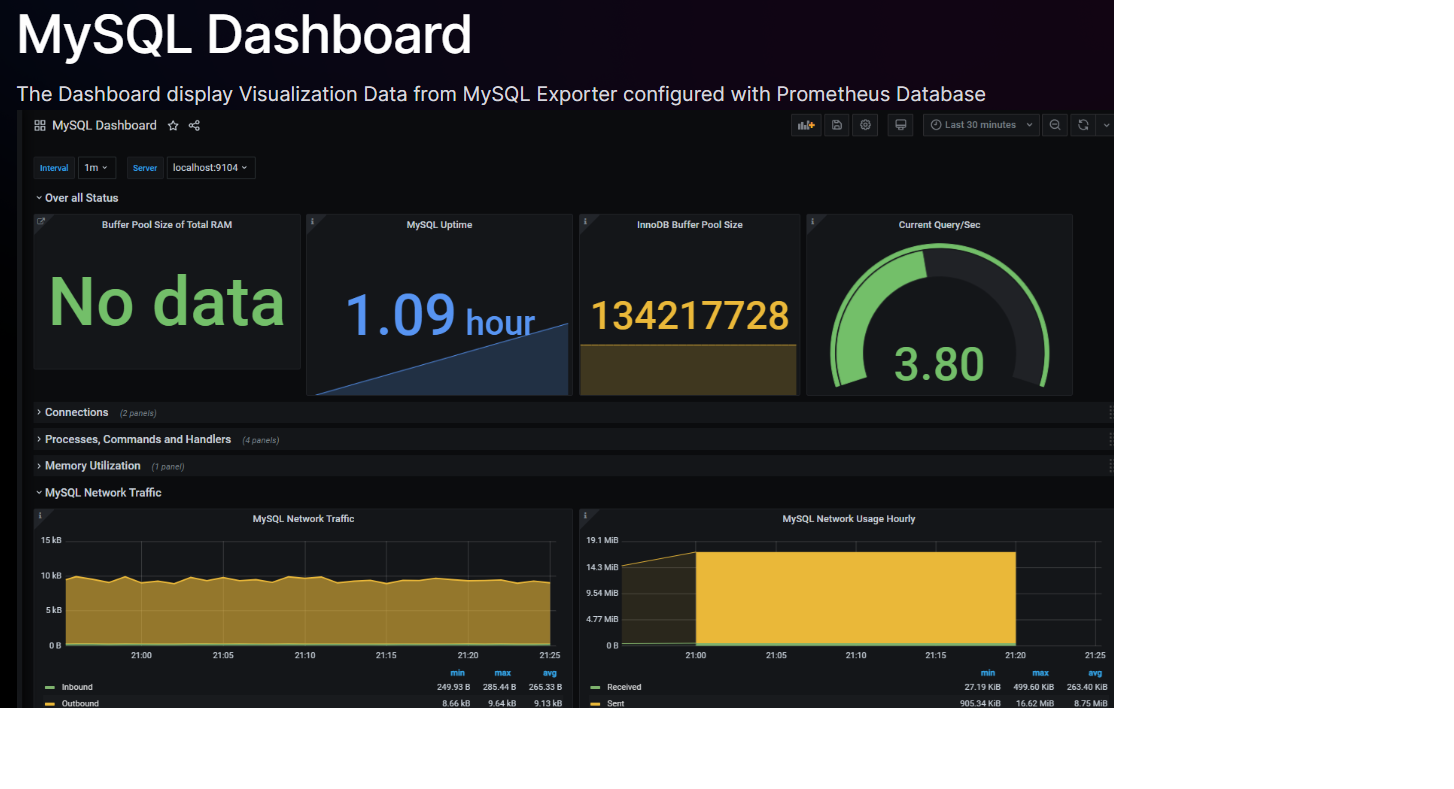 MySQL Dashboard
The Dashboard display Visualization Data from MySQL Exporter configured with Prometheus Database
MySQL Dashboard
Last 30 minutes
Interval 1m Server localhost:9104
Over all Status
Buffer Pool Size of Total RAM
No data
MySQL Uptime
1.09 hour
InnoDB Buffer Pool Size
134217728
Current Query/Sec
3.80
Connections (2 panels)
Processes, Commands and Handlers (4 panels)
Memory Utilization (1 panel)
MySQL Network Traffic
MySQL Network Traffic
15 kB
10 kB
5 kB
0 B
21:00 21:05 21:10 21:15 21:20 21:25
min max avg
Inbound 249.93 B 285.44 B 265.33 B
Outbound 8.66 kB 9.64 kB 9.13 kB
MySQL Network Usage Hourly
19.1 MiB
14.3 MiB
9.54 MiB
4.77 MiB
0 B
21:00 21:05 21:10 21:15 21:20 21:25
min max avg
Received 27.19 KiB 499.60 KiB 263.40 KiB
Sent 905.34 KiB 16.62 MiB 8.75 MiB